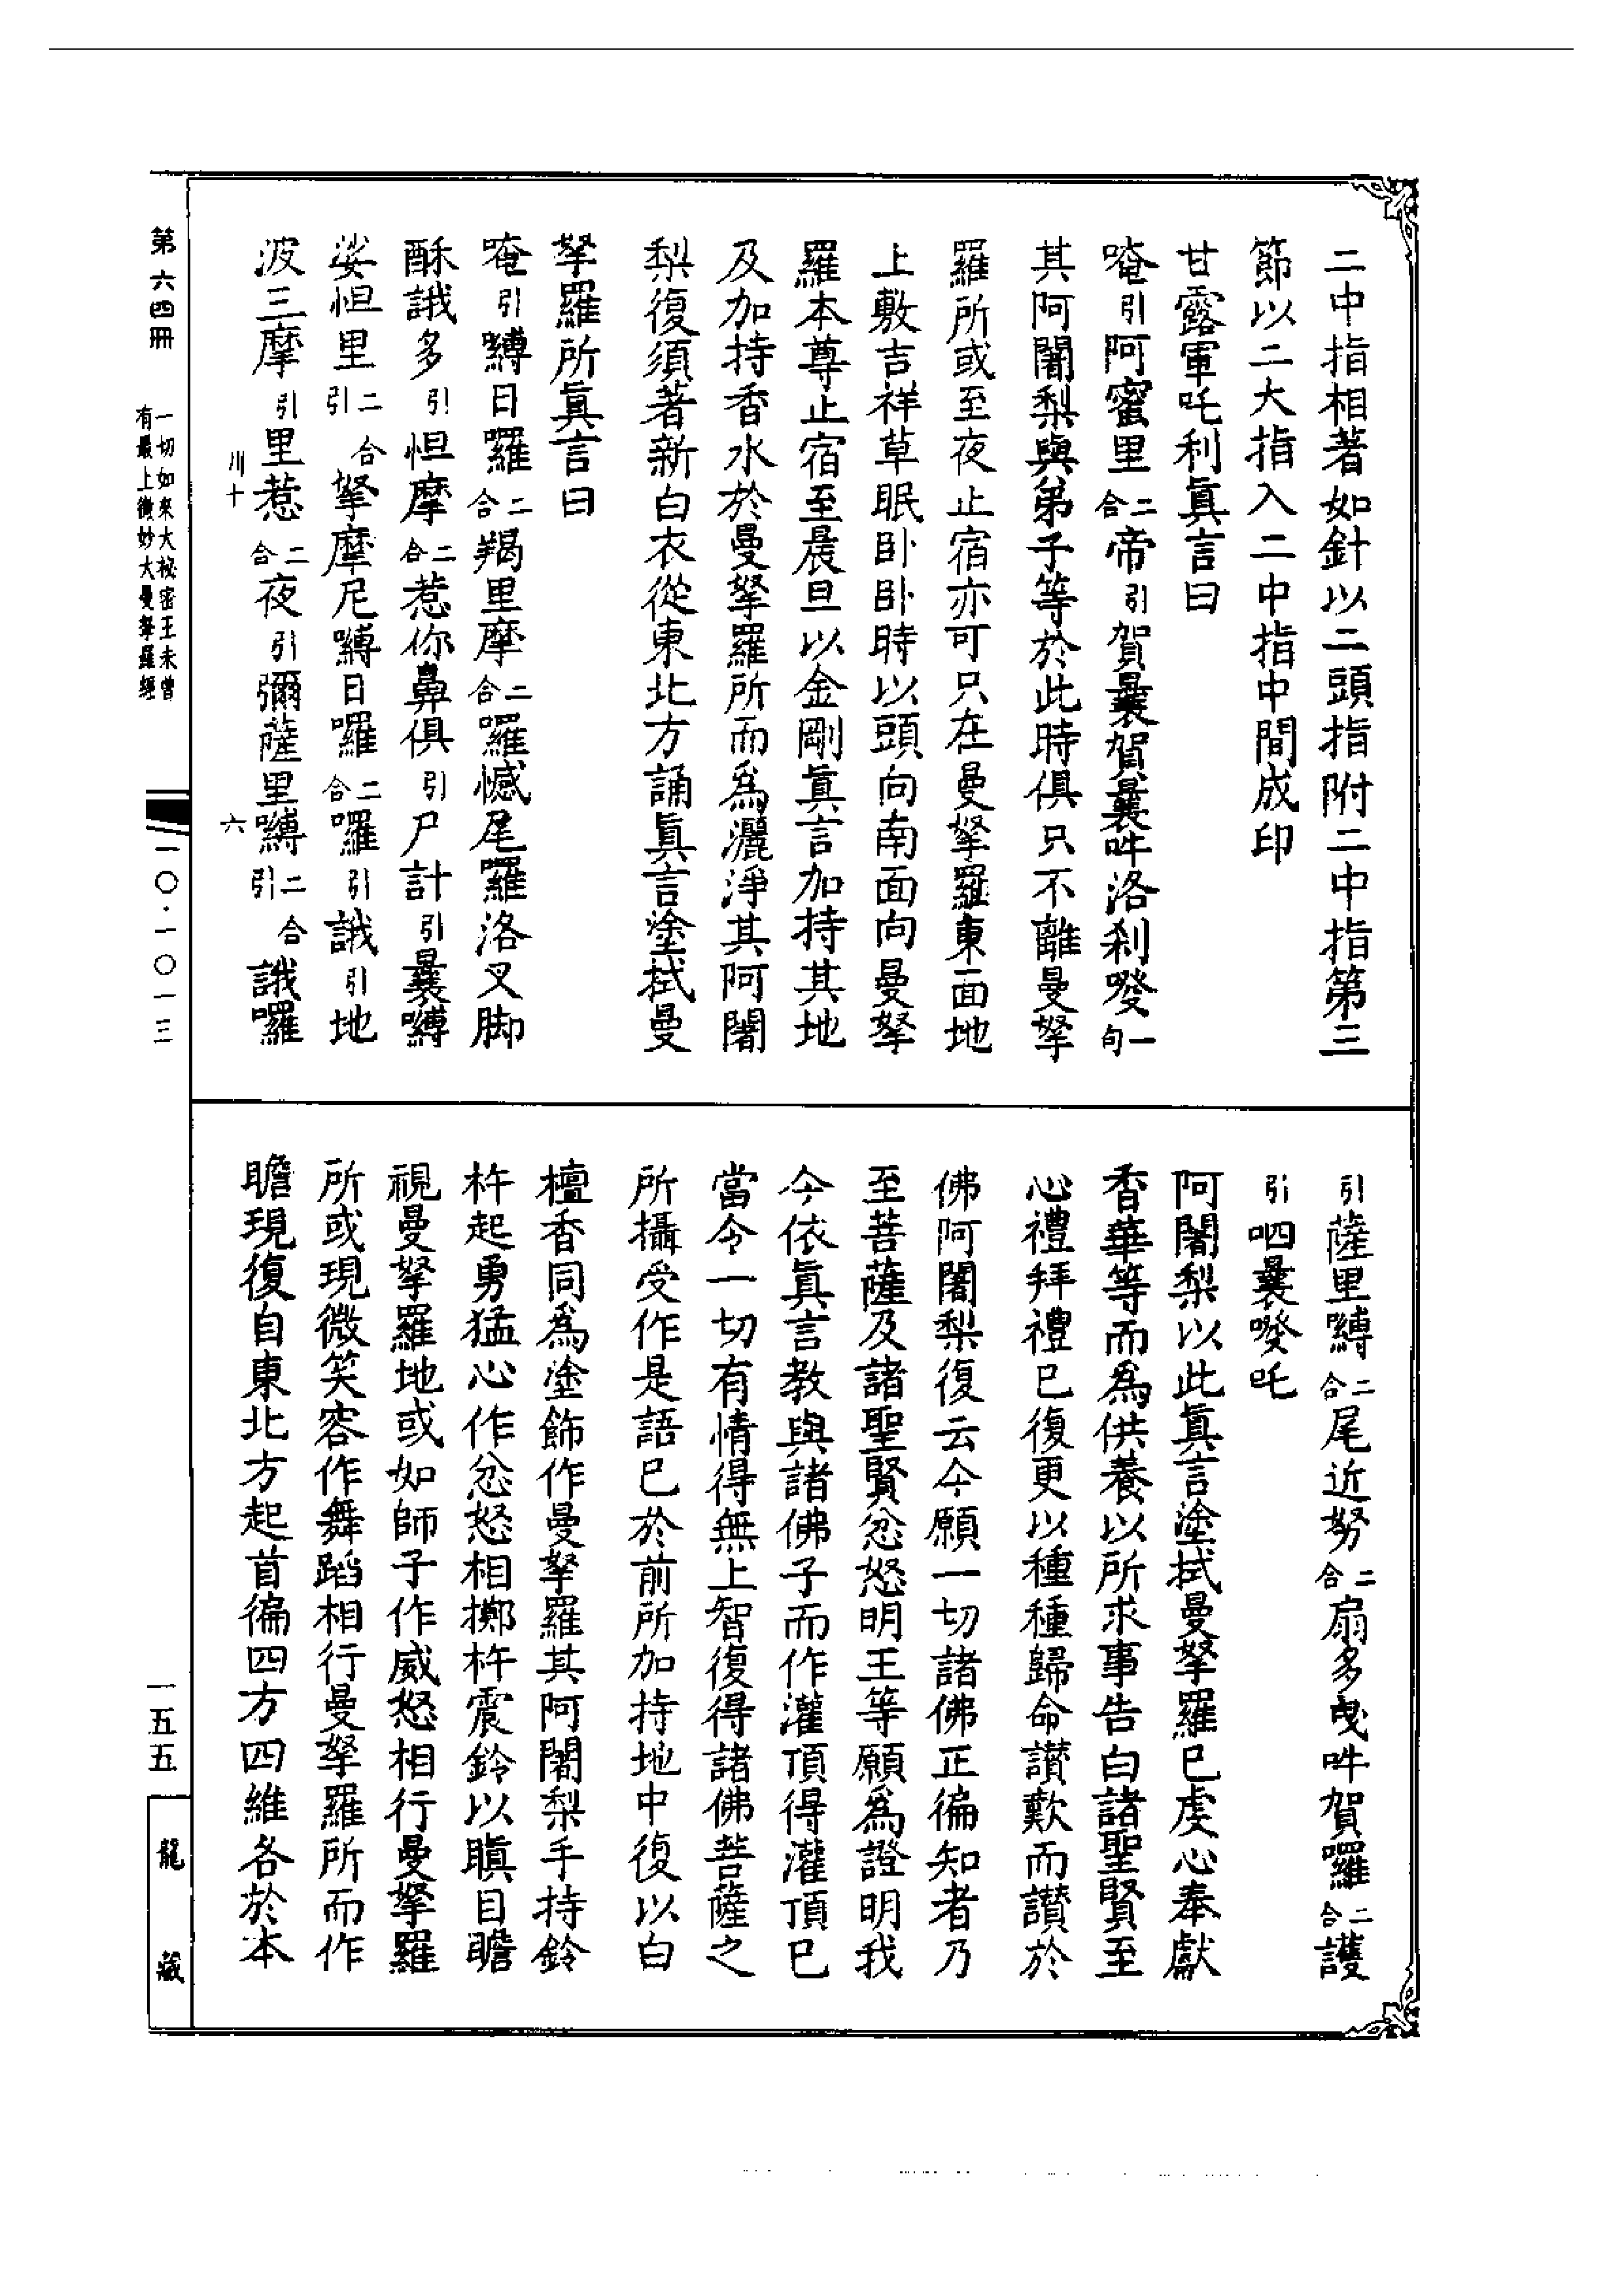 二中指相著如針以二頭指附二中指第三
節以二大指入二中指中間成印
甘露軍吒利眞言曰
唵引阿蜜里二合帝引賀曩賀曩吽洛刹㗚一句
其阿闍梨與弟子等於此時俱只不離曼拏
羅所或至夜止宿亦可只在曼拏羅東面地
上敷吉祥草眠卧卧時以頭向南面向曼拏
羅本尊止宿至晨旦以金剛眞言加持其地
及加持香水於曼拏羅所而爲灑淨其阿闍
梨復須著新白衣從東北方誦眞言塗拭曼
拏羅所眞言曰
唵引嚩日囉二合羯里摩二合羅憾尾羅洛叉脚
酥誐多引怛摩二合惹你鼻俱引尸計引曩嚩
娑怛里二合引拏摩尼嚩日囉二合囉引誐引地
波三摩引里惹二合夜引彌薩里嚩二合引誐囉
引薩里嚩二合尾近努二合扇多曳吽賀囉二合護
引呬曩㗚吒
阿闍梨以此眞言塗拭曼拏羅已虔心奉獻
香華等而爲供養以所求事告白諸聖賢至
心禮拜禮已復更以種種歸命讚歎而讚於
佛阿闍梨復云今願一切諸佛正徧知者乃
至菩薩及諸聖賢忿怒明王等願爲證明我
今依眞言教與諸佛子而作灌頂得灌頂已
當令一切有情得無上智復得諸佛菩薩之
所攝受作是語已於前所加持地中復以白
檀香同爲塗飾作曼拏羅其阿闍梨手持鈴
杵起勇猛心作忿怒相擲杵震鈴以瞋目瞻
視曼拏羅地或如師子作威怒相行曼拏羅
所或現微笑容作舞蹈相行曼拏羅所而作
瞻現復自東北方起首徧四方四維各於本
川十
六
第六四冊
一切如來大祕密王未曾
有最上微妙大曼拏羅經
一〇·一〇一三
一五五
龍藏